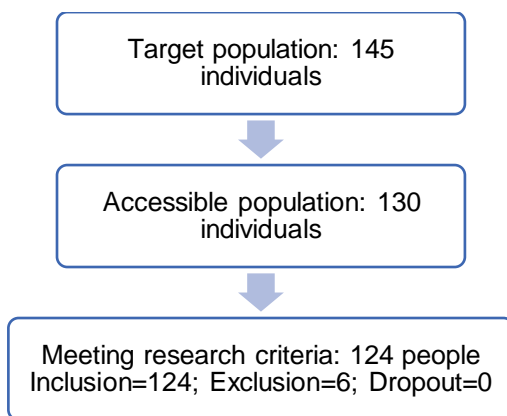 Target population: 145
individuals
Accessible population: 130
individuals
Meeting research criteria: 124 people
Inclusion=124; Exclusion=6; Dropout=0